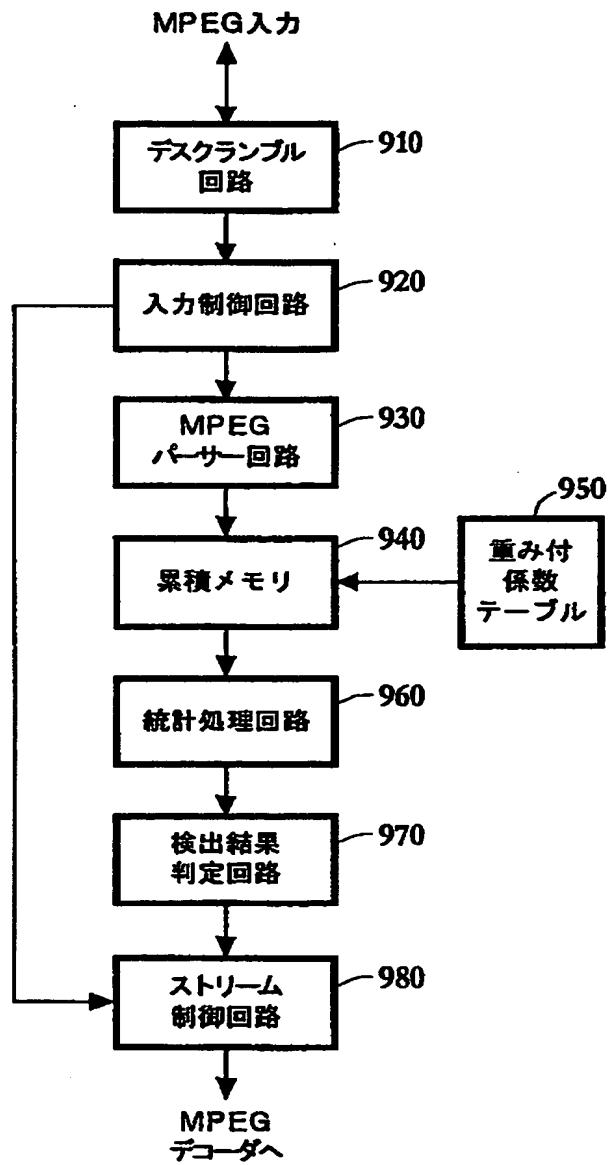 MPEG入力
デスクランブル
回路
910
入力制御回路
920
MPEG
パーサー回路
930
累積メモリ
940
重み付
係数
テーブル
950
統計処理回路
960
検出結果
判定回路
970
ストリーム
制御回路
980
MPEG
デコーダへ